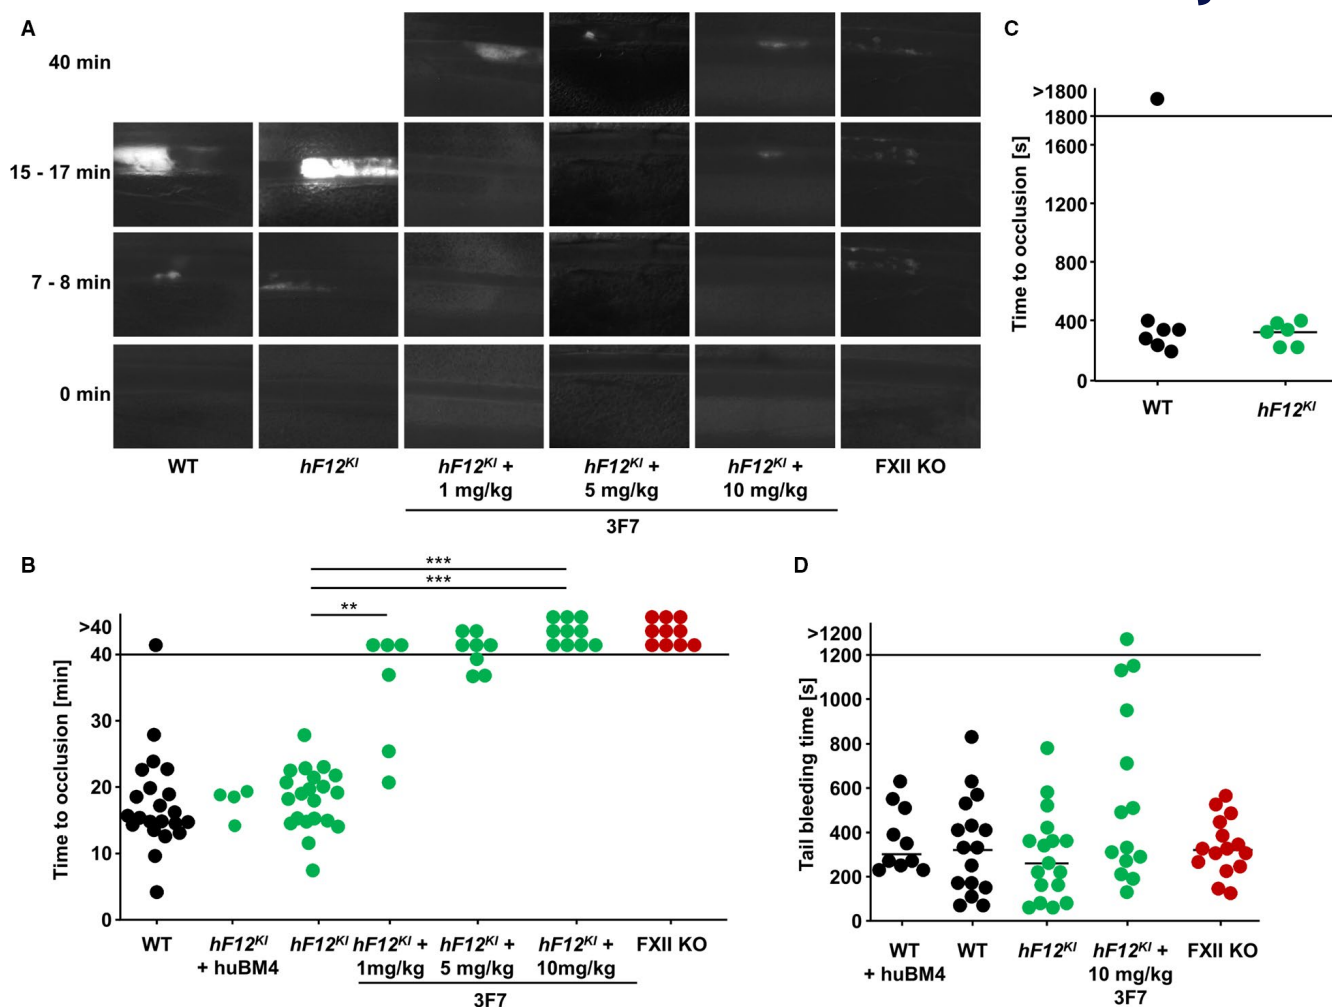 A
40 min
15 - 17 min
7 - 8 min
0 min
WT
hF12KI
hF12KI +
1 mg/kg
hF12KI +
5 mg/kg
hF12KI +
10 mg/kg
FXII KO
3F7
C
Time to occlusion [s]
>1800
1800
1600
1200
800
400
0
WT
hF12KI
B
***
***
**
Time to occlusion [min]
>40
40
30
20
10
0
WT
hF12KI
+ huBM4
hF12KI
hF12KI +
1mg/kg
hF12KI +
5 mg/kg
hF12KI +
10mg/kg
FXII KO
3F7
D
Tail bleeding time [s]
>1200
1200
1000
800
600
400
200
0
WT
+ huBM4
WT
hF12KI
hF12KI +
10 mg/kg
3F7
FXII KO